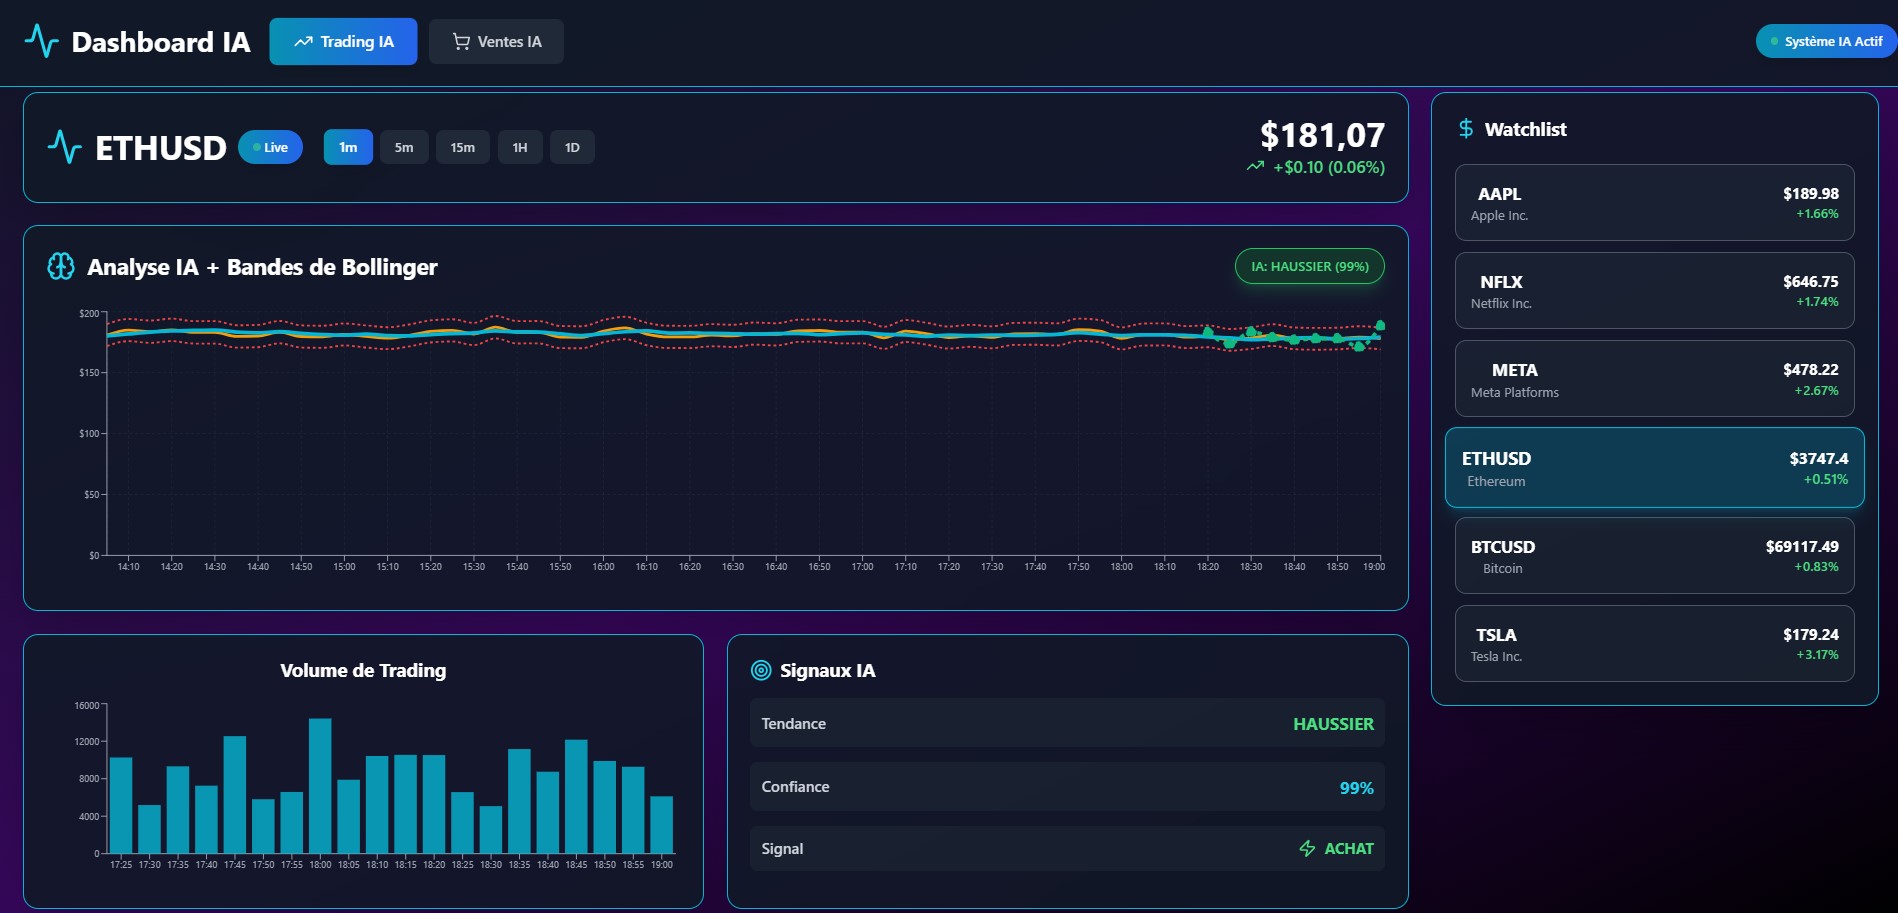 Dashboard IA
Trading IA
Ventes IA
Système IA Actif
ETHUSD
Live
1m
5m
15m
1H
1D
$181,07
+$0.10 (0.06%)
Analyse IA + Bandes de Bollinger
IA: HAUSSIER (99%)
$200
$150
$100
$50
$0
14:10 14:20 14:30 14:40 14:50 15:00 15:10 15:20 15:30 15:40 15:50 16:00 16:10 16:20 16:30 16:40 16:50 17:00 17:10 17:20 17:30 17:40 17:50 18:00 18:10 18:20 18:30 18:40 18:50 19:00
Volume de Trading
16000
12000
8000
4000
0
17:25 17:30 17:35 17:40 17:45 17:50 17:55 18:00 18:05 18:10 18:15 18:20 18:25 18:30 18:35 18:40 18:45 18:50 18:55 19:00
Signaux IA
Tendance
HAUSSIER
Confiance
99%
Signal
ACHAT
Watchlist
AAPL
$189.98
Apple Inc.
+1.66%
NFLX
$646.75
Netflix Inc.
+1.74%
META
$478.22
Meta Platforms
+2.67%
ETHUSD
$3747.4
Ethereum
+0.51%
BTCUSD
$69117.49
Bitcoin
+0.83%
TSLA
$179.24
Tesla Inc.
+3.17%